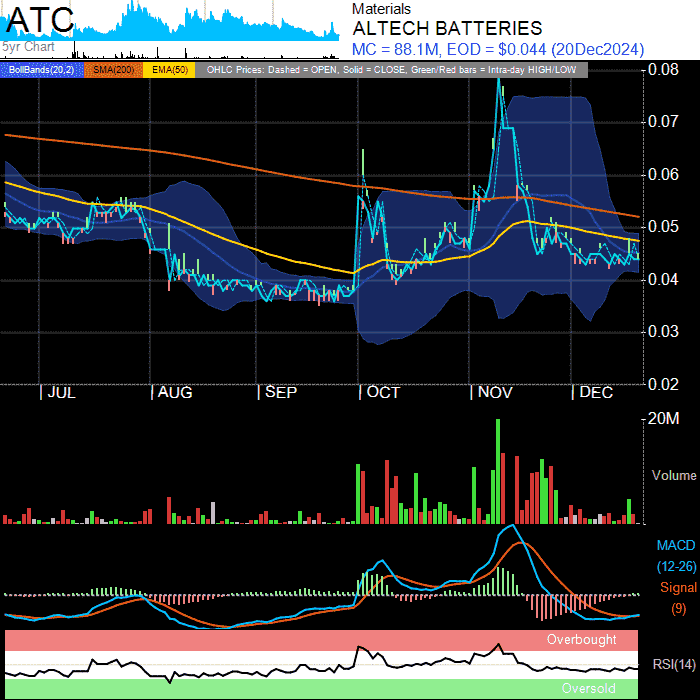 ATC
Materials
ALTECH BATTERIES
5yr Chart
MC = 88.1M, EOD = $0.044 (20Dec2024)
BollBands(20,2) SMA(200) EMA(50) OHLC Prices: Dashed = OPEN, Solid = CLOSE, Green/Red bars = Intra-day HIGH/LOW
0.08
0.07
0.06
0.05
0.04
0.03
0.02
JUL AUG SEP OCT NOV DEC
20M
Volume
MACD
(12-26)
Signal
(9)
Overbought
RSI(14)
Oversold